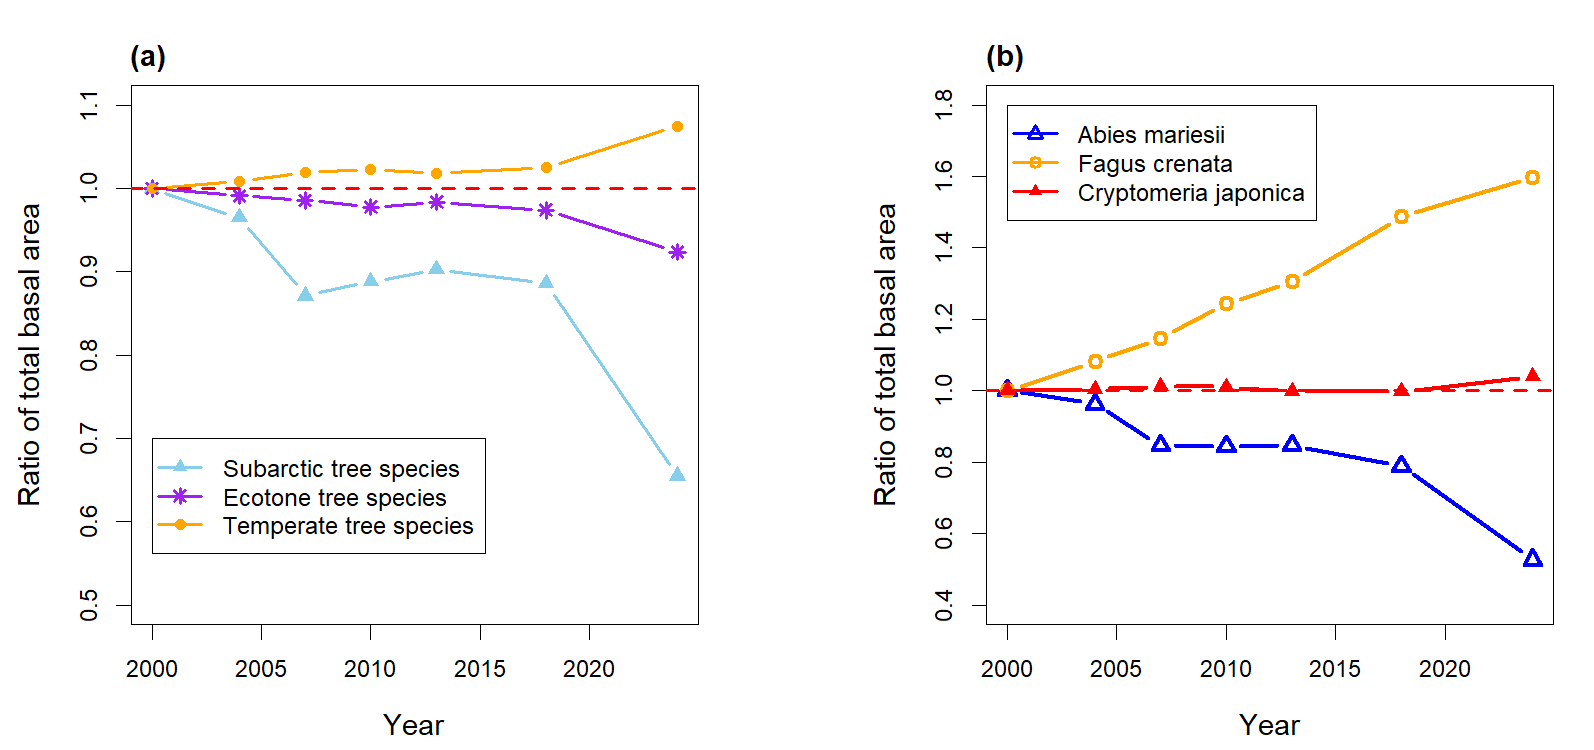 (a)
Ratio of total basal area
1.1
1.0
0.9
0.8
0.7
0.6
0.5
Subarctic tree species
Ecotone tree species
Temperate tree species
2000 2005 2010 2015 2020
Year
(b)
Ratio of total basal area
1.8
1.6
1.4
1.2
1.0
0.8
0.6
0.4
Abies mariesii
Fagus crenata
Cryptomeria japonica
2000 2005 2010 2015 2020
Year